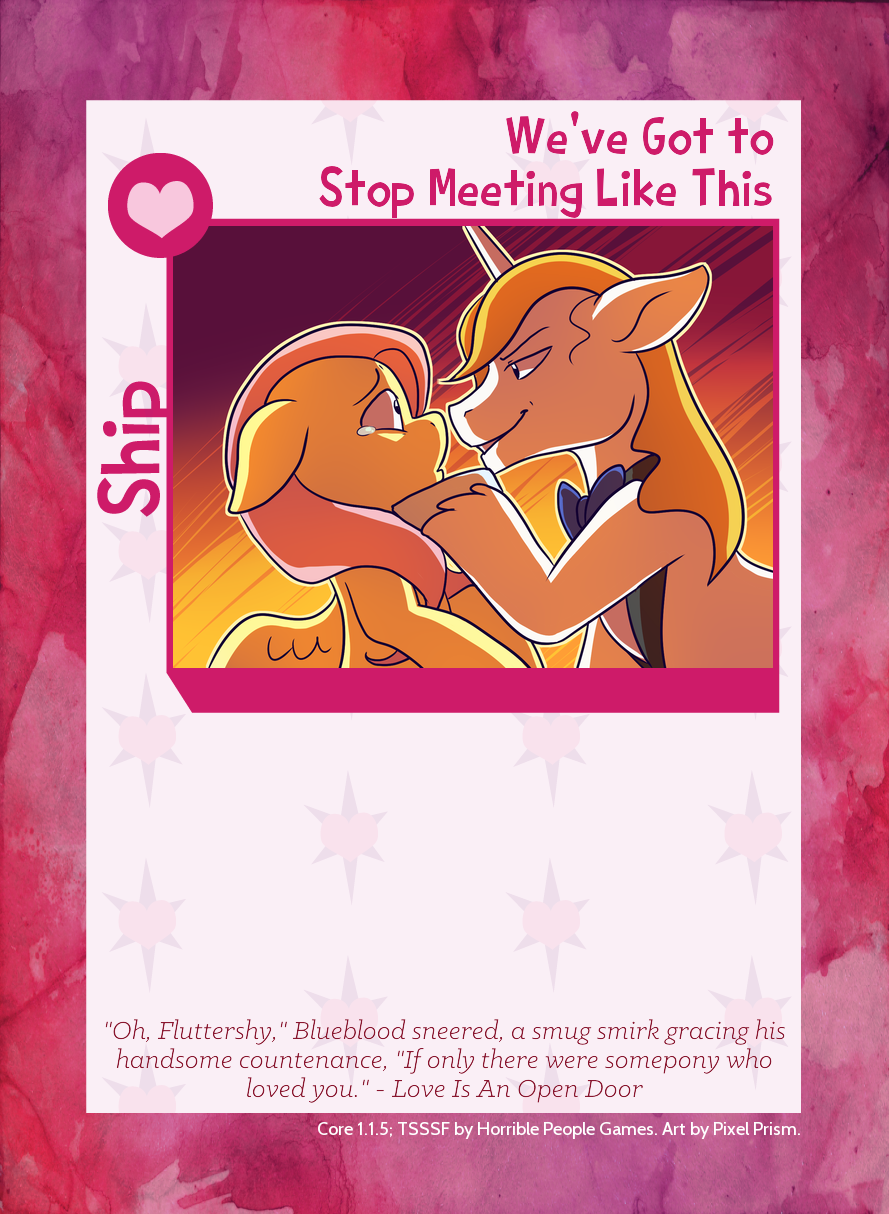 We've Got to
Stop Meeting Like This
Ship
"Oh, Fluttershy," Blueblood sneered, a smug smirk gracing his
handsome countenance, "If only there were somepony who
loved you." - Love Is An Open Door
Core 1.1.5; TSSSF by Horrible People Games. Art by Pixel Prism.